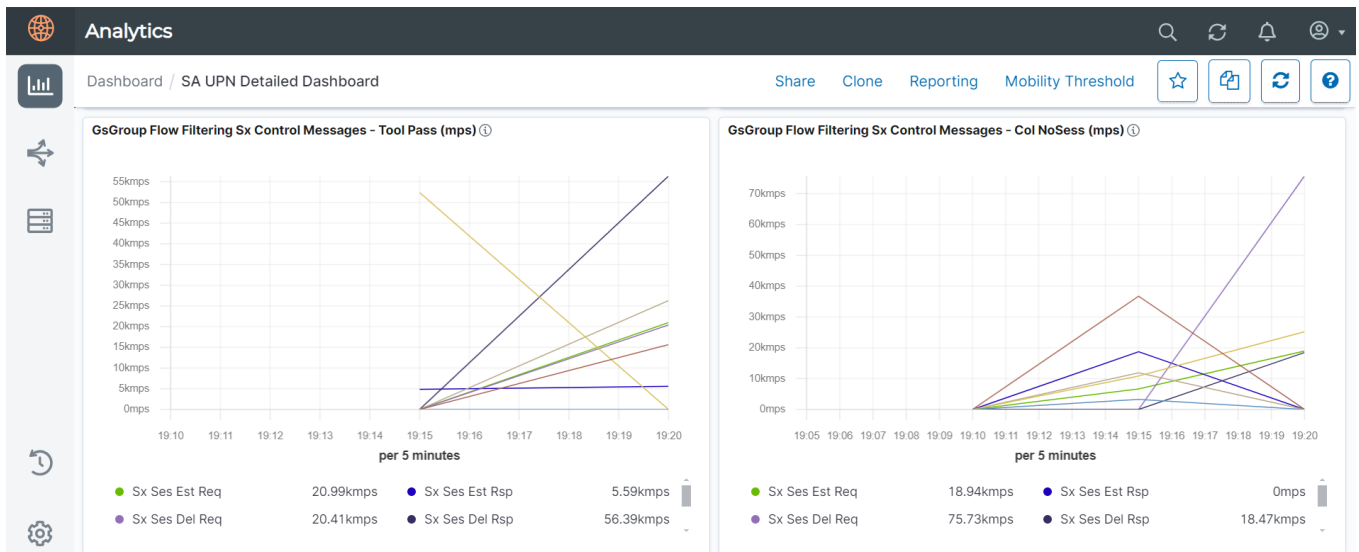 Analytics
Dashboard / SA UPN Detailed Dashboard
Share Clone Reporting Mobility Threshold
GsGroup Flow Filtering Sx Control Messages - Tool Pass (mps)
55kmps
50kmps
45kmps
40kmps
35kmps
30kmps
25kmps
20kmps
15kmps
10kmps
5kmps
0mps
19:10 19:11 19:12 19:13 19:14 19:15 19:16 19:17 19:18 19:19 19:20
per 5 minutes
Sx Ses Est Req 20.99kmps Sx Ses Est Rsp 5.59kmps
Sx Ses Del Req 20.41kmps Sx Ses Del Rsp 56.39kmps
GsGroup Flow Filtering Sx Control Messages - Col NoSess (mps)
70kmps
60kmps
50kmps
40kmps
30kmps
20kmps
10kmps
0mps
19:05 19:06 19:07 19:08 19:09 19:10 19:11 19:12 19:13 19:14 19:15 19:16 19:17 19:18 19:19 19:20
per 5 minutes
Sx Ses Est Req 18.94kmps Sx Ses Est Rsp 0mps
Sx Ses Del Req 75.73kmps Sx Ses Del Rsp 18.47kmps